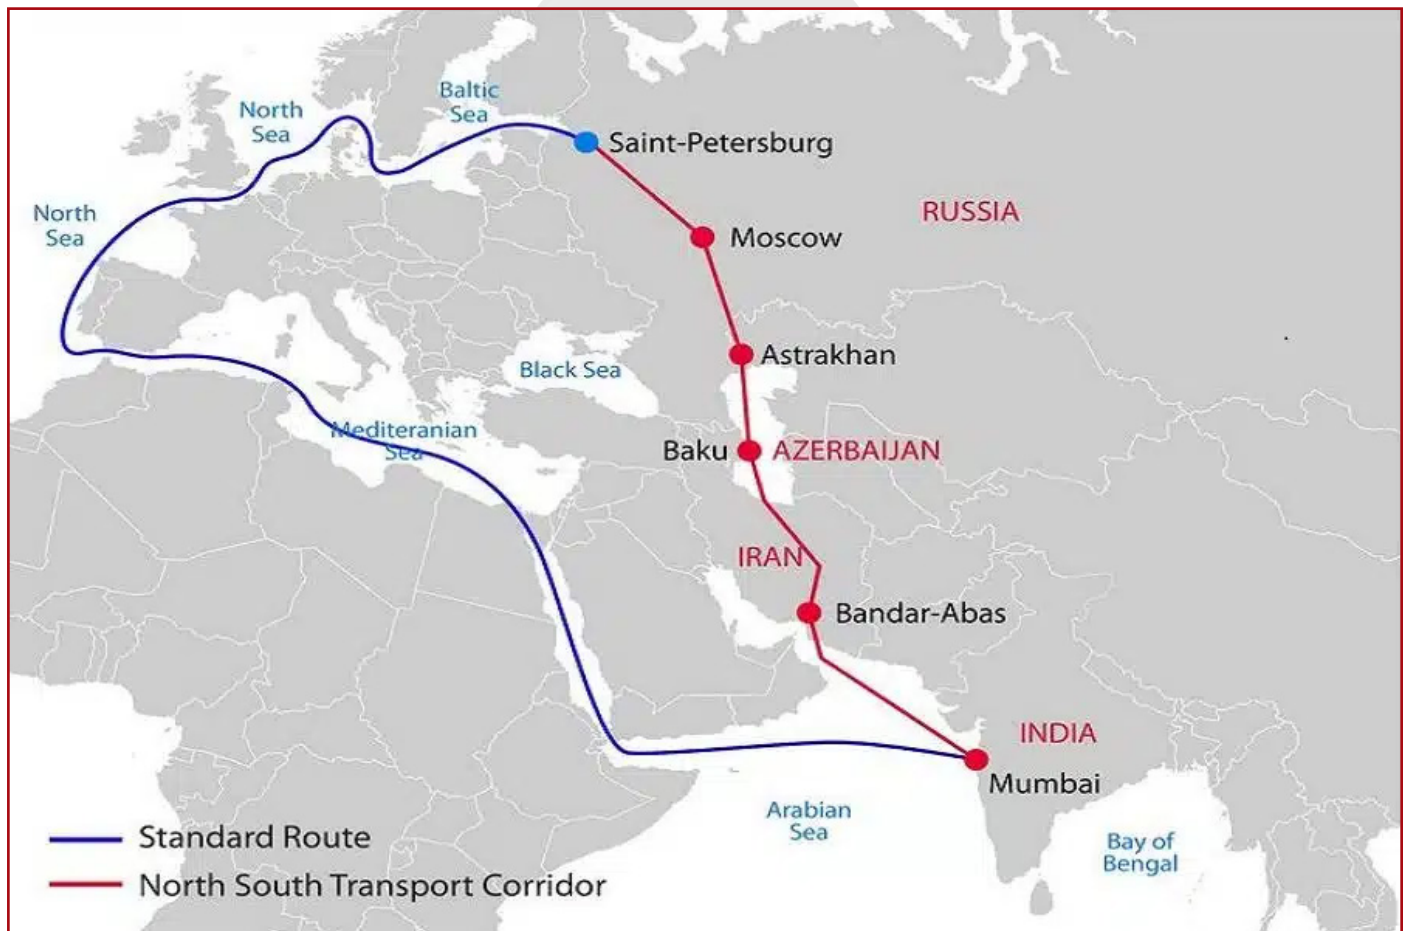 Baltic
Sea
North
Sea
Saint-Petersburg
North
Sea
RUSSIA
Moscow
Astrakhan
Black Sea
Mediteranian
Sea
Baku
AZERBAIJAN
IRAN
Bandar-Abas
INDIA
Mumbai
Arabian
Sea
Bay of
Bengal
Standard Route
North South Transport Corridor